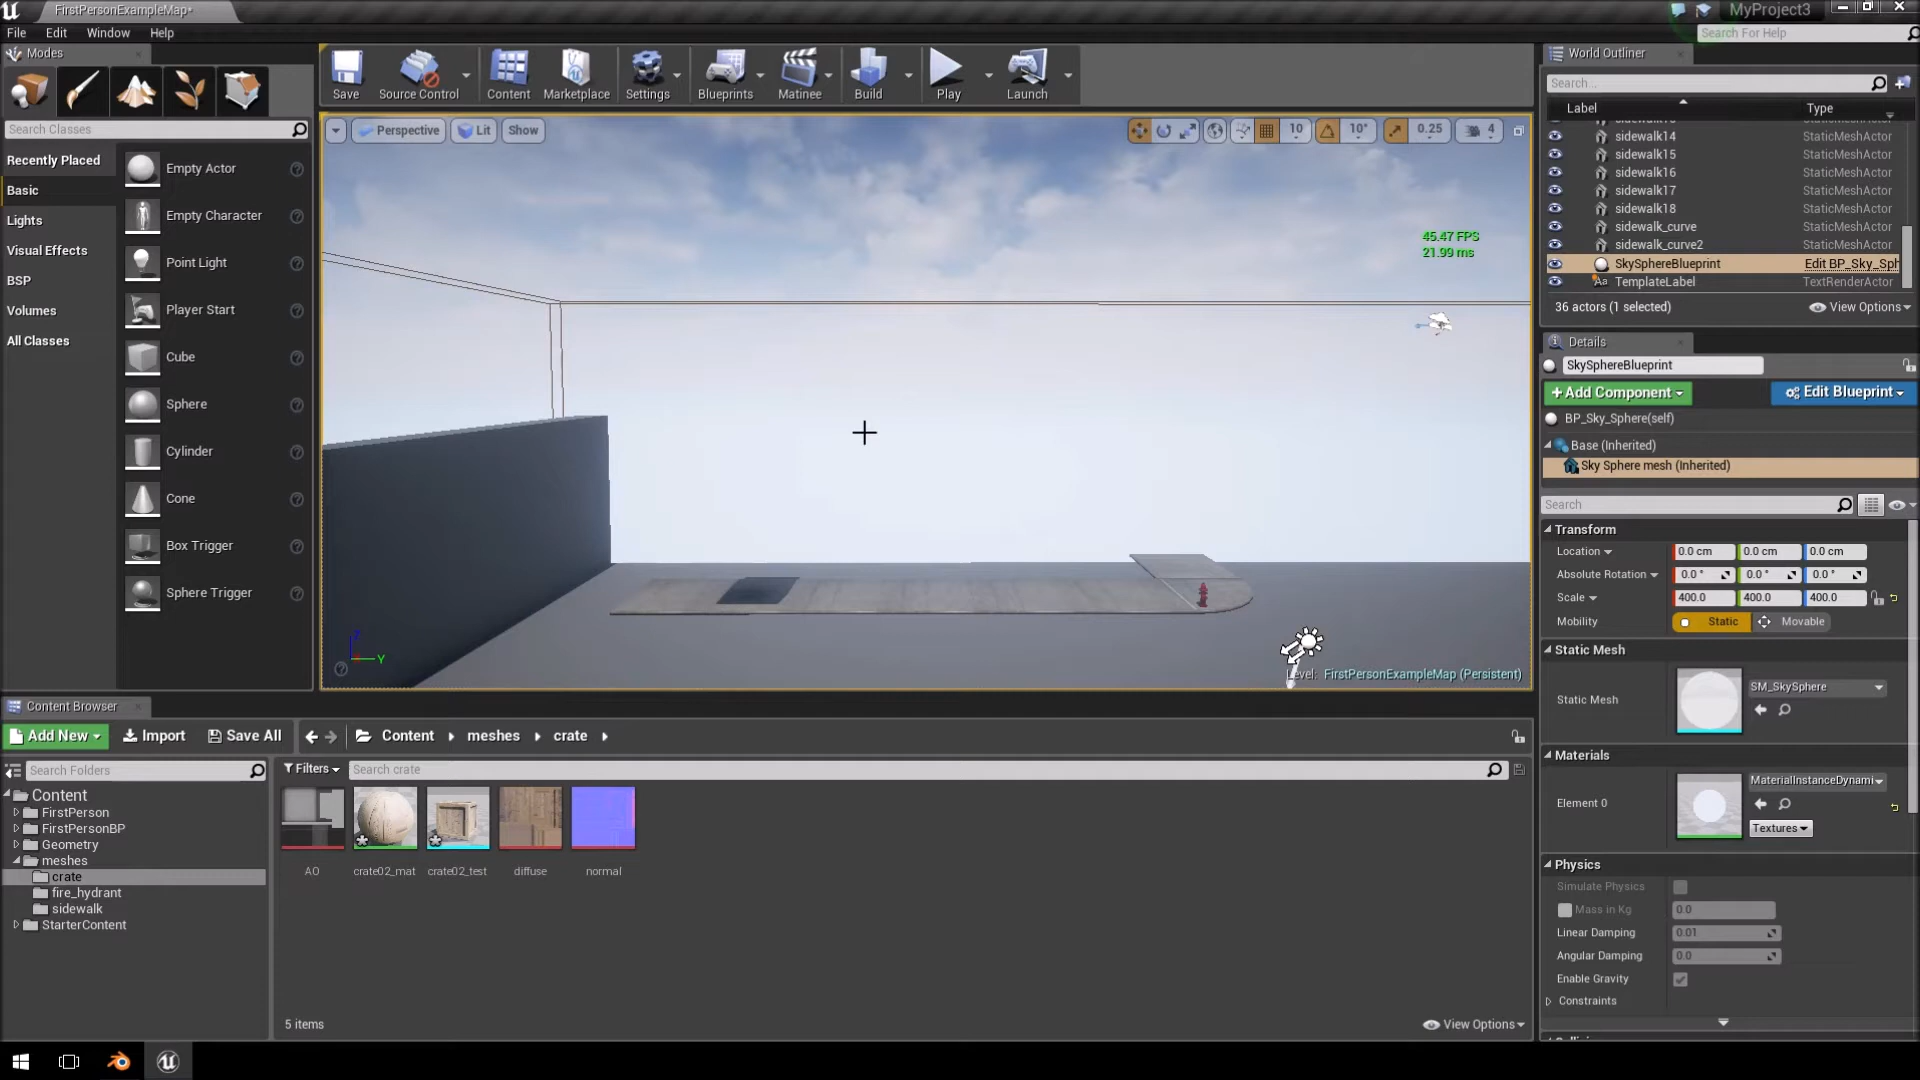 FirstPersonExampleMap*
MyProject3
File Edit Window Help
Search For Help
Modes
Save
Source Control
Content
Marketplace
Settings
Blueprints
Matinee
Build
Play
Launch
Search Classes
Recently Placed
Basic
Lights
Visual Effects
BSP
Volumes
All Classes
Empty Actor
Empty Character
Point Light
Player Start
Cube
Sphere
Cylinder
Cone
Box Trigger
Sphere Trigger
Perspective Lit Show
10 10° 0.25 4
45.47 FPS
21.99 ms
Z
Y
Level: FirstPersonExampleMap (Persistent)
World Outliner
Search...
Label Type
sidewalk14 StaticMeshActor
sidewalk15 StaticMeshActor
sidewalk16 StaticMeshActor
sidewalk17 StaticMeshActor
sidewalk18 StaticMeshActor
sidewalk_curve StaticMeshActor
sidewalk_curve2 StaticMeshActor
SkySphereBlueprint Edit BP_Sky_Sph
TemplateLabel TextRenderActor
36 actors (1 selected) View Options
Details
SkySphereBlueprint
+Add Component Edit Blueprint
BP_Sky_Sphere(self)
Base (Inherited)
Sky Sphere mesh (Inherited)
Search
Transform
Location 0.0 cm 0.0 cm 0.0 cm
Absolute Rotation 0.0 ° 0.0 ° 0.0 °
Scale 400.0 400.0 400.0
Mobility Static Movable
Static Mesh
Static Mesh SM_SkySphere
Materials
Element 0 MaterialInstanceDynami
Textures
Physics
Simulate Physics
Mass in Kg 0.0
Linear Damping 0.01
Angular Damping 0.0
Enable Gravity
Constraints
Content Browser
Add New Import Save All Content meshes crate
Search Folders
Filters Search crate
Content
FirstPerson
FirstPersonBP
Geometry
meshes
crate
fire_hydrant
sidewalk
StarterContent
AO crate02_mat crate02_test diffuse normal
5 items View Options